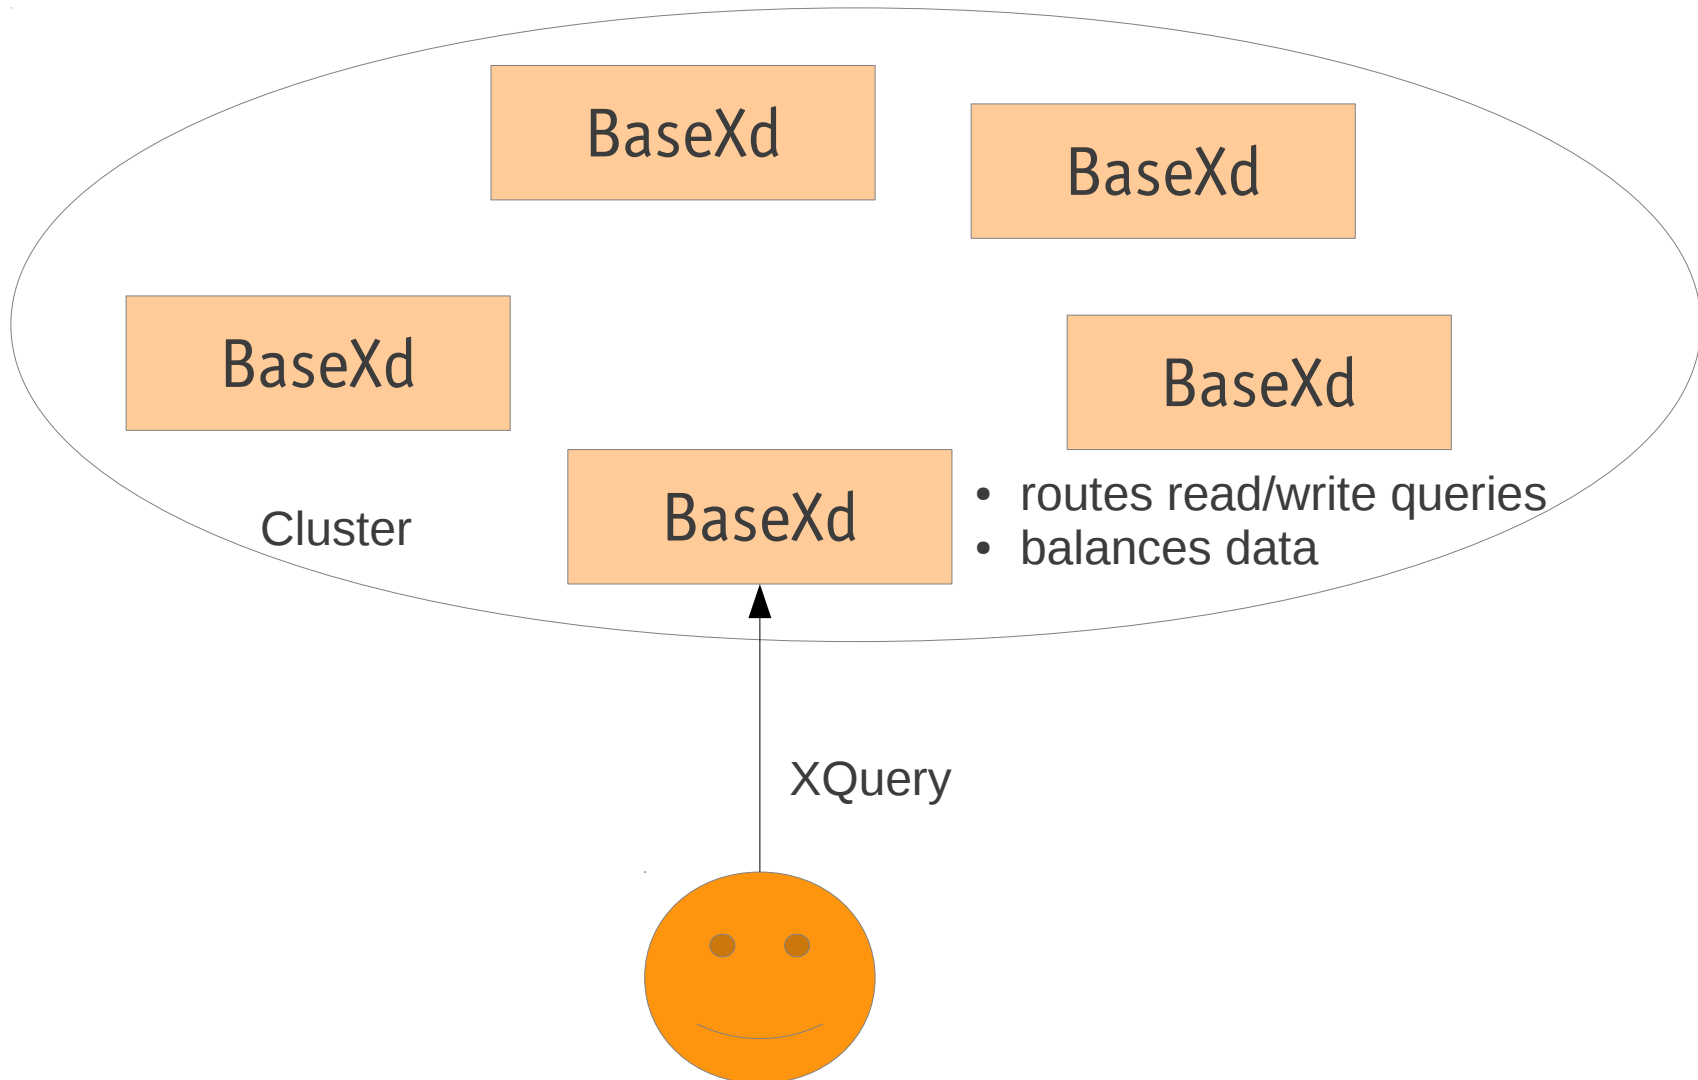 BaseXd
BaseXd
BaseXd
BaseXd
BaseXd
• routes read/write queries
• balances data
Cluster
XQuery